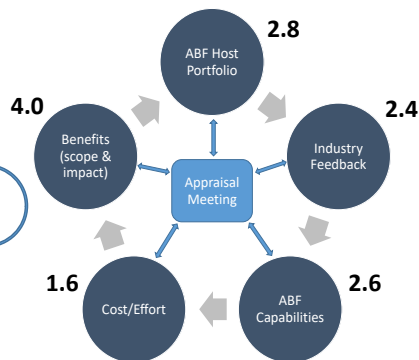 2.8
ABF Host
Portfolio
4.0
2.4
Benefits
(scope &
impact)
Industry
Feedback
Appraisal
Meeting
1.6
Cost/Effort
ABF
Capabilities
2.6